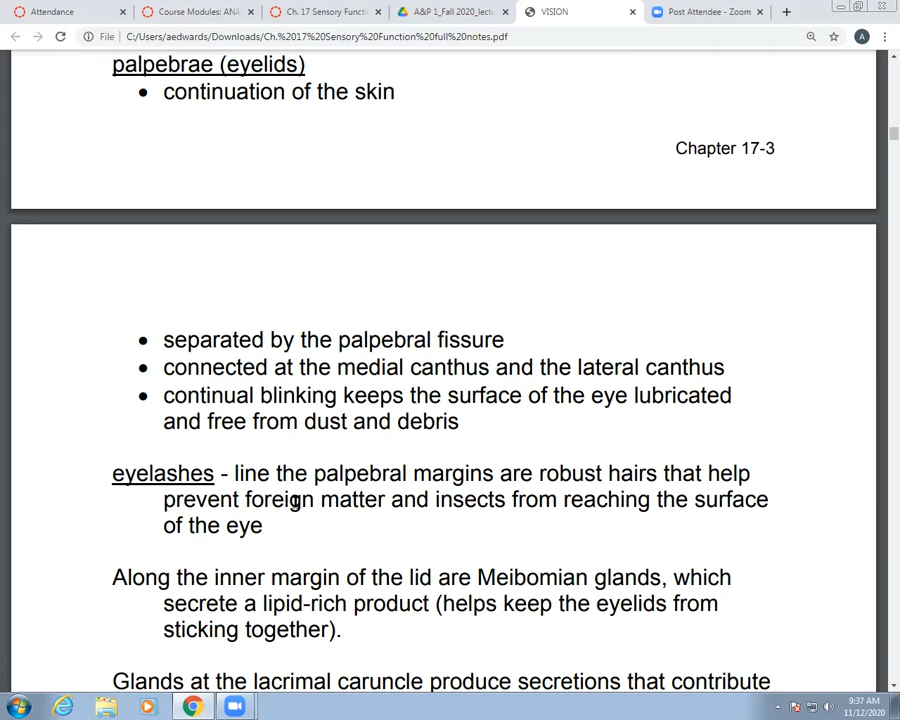 Attendance
Course Modules: ANA
Ch. 17 Sensory Functi
A&P 1_Fall 2020_lectu
VISION
Post Attendee - Zoom
File
C:/Users/aedwards/Downloads/Ch.%2017%20Sensory%20Function%20full%20notes.pdf
A
palpebrae (eyelids)
• continuation of the skin
Chapter 17-3
• separated by the palpebral fissure
• connected at the medial canthus and the lateral canthus
• continual blinking keeps the surface of the eye lubricated
and free from dust and debris
eyelashes - line the palpebral margins are robust hairs that help
prevent foreign matter and insects from reaching the surface
of the eye
Along the inner margin of the lid are Meibomian glands, which
secrete a lipid-rich product (helps keep the eyelids from
sticking together).
Glands at the lacrimal caruncle produce secretions that contribute
9:37 AM
11/12/2020